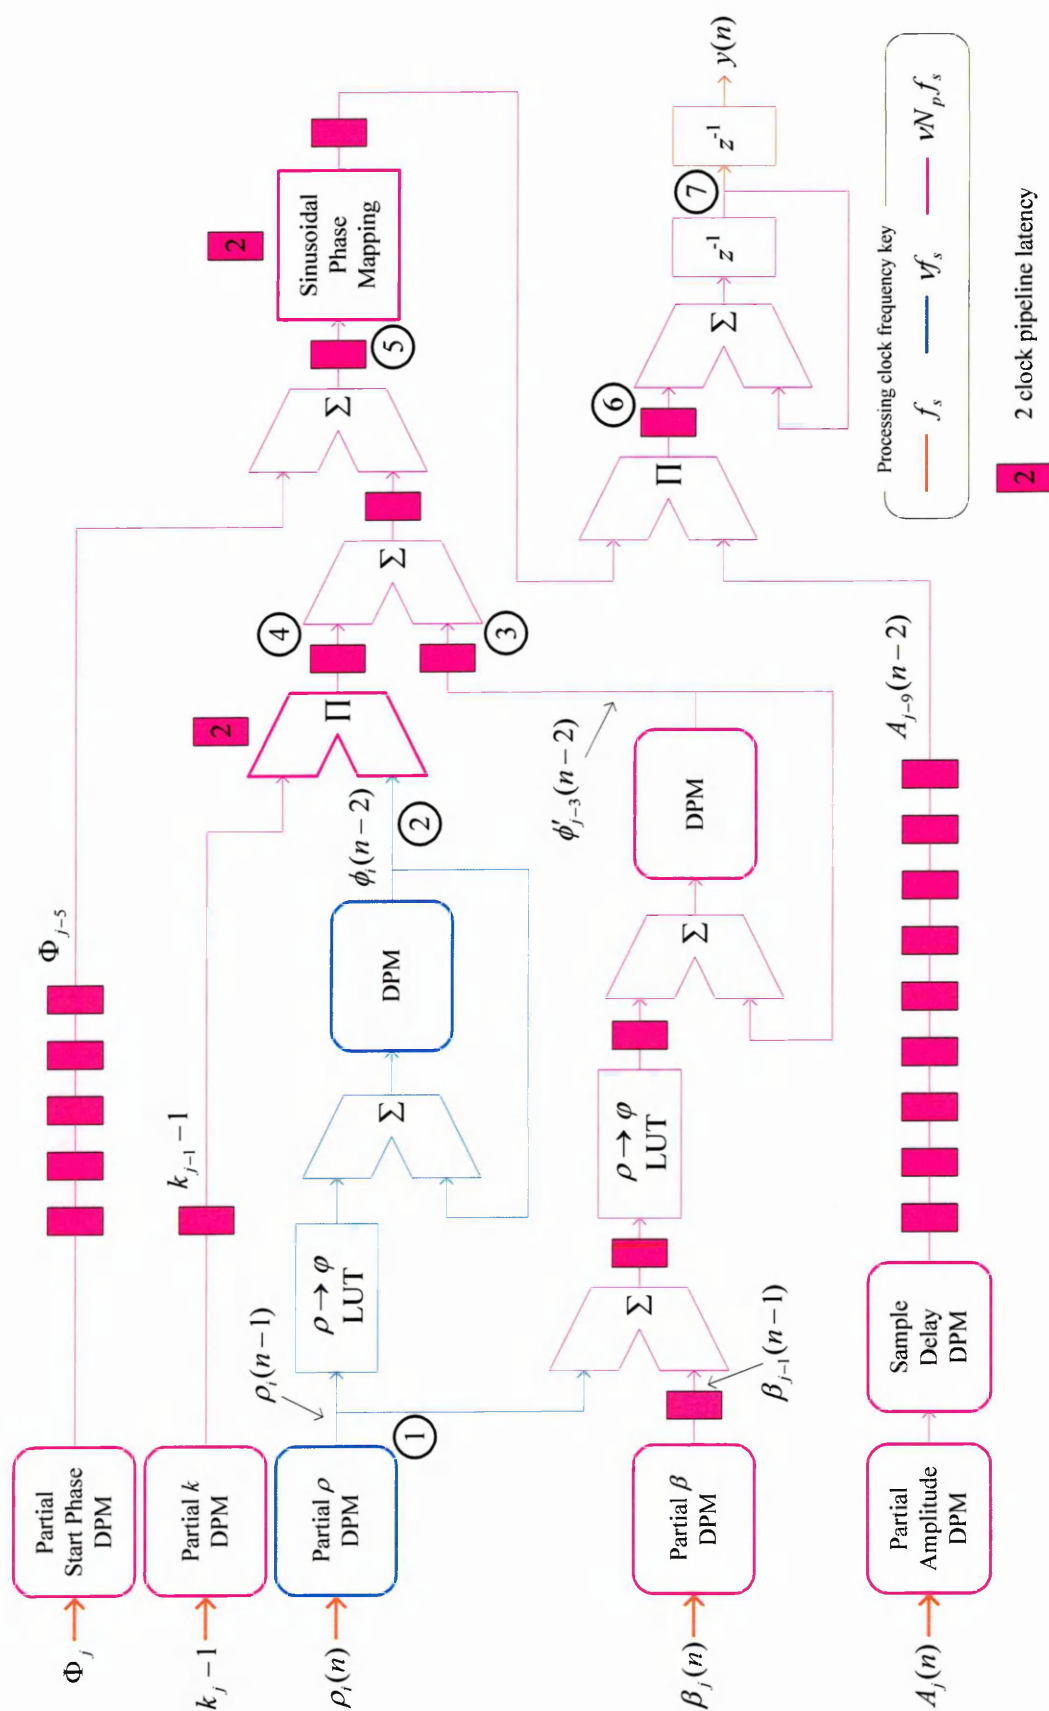 Φ_j
Partial
Start Phase
DPM
Φ_{j−5}
k_j − 1
Partial k
DPM
k_{j−1} − 1
2
Π
4
Σ
Σ
5
2
Sinusoidal
Phase
Mapping
ρ_i(n)
Partial ρ
DPM
ρ_i(n−1)
1
ρ → φ
LUT
Σ
DPM
ϕ_i(n−2)
2
3
β_j(n)
Partial β
DPM
β_{j−1}(n−1)
Σ
ρ → φ
LUT
Σ
DPM
ϕ′_{j−3}(n−2)
Π
6
Σ
z^{-1}
7
z^{-1}
y(n)
A_j(n)
Partial
Amplitude
DPM
Sample
Delay
DPM
A_{j−9}(n−2)
Processing clock frequency key
f_s
vf_s
vN_p f_s
2
2 clock pipeline latency